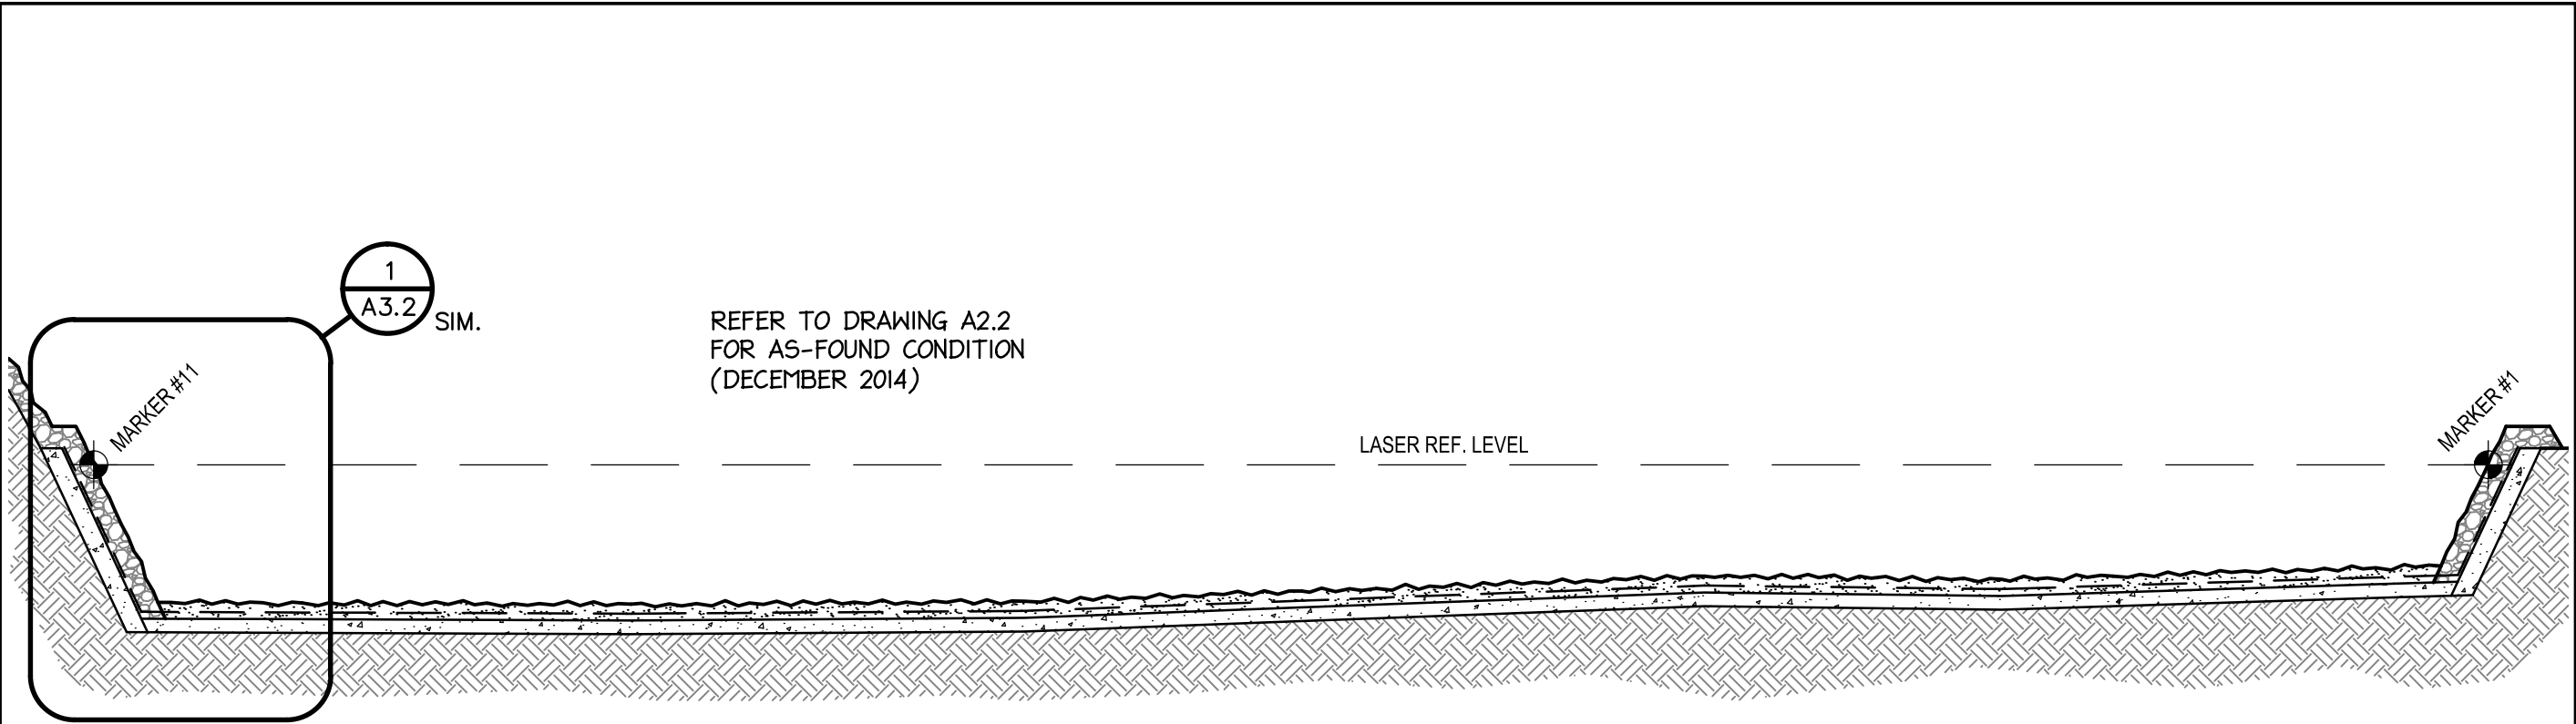 1
A3.2
SIM.
REFER TO DRAWING A2.2
FOR AS-FOUND CONDITION
(DECEMBER 2014)
MARKER #11
LASER REF. LEVEL
MARKER #1